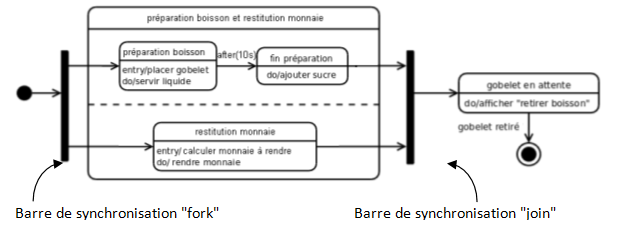 préparation boisson et restitution monnaie
préparation boisson
entry/placer gobelet
do/servir liquide
after(10s)
fin préparation
do/ajouter sucre
restitution monnaie
entry/ calculer monnaie à rendre
do/ rendre monnaie
gobelet en attente
do/afficher "retirer boisson"
gobelet retiré
Barre de synchronisation "fork"
Barre de synchronisation "join"